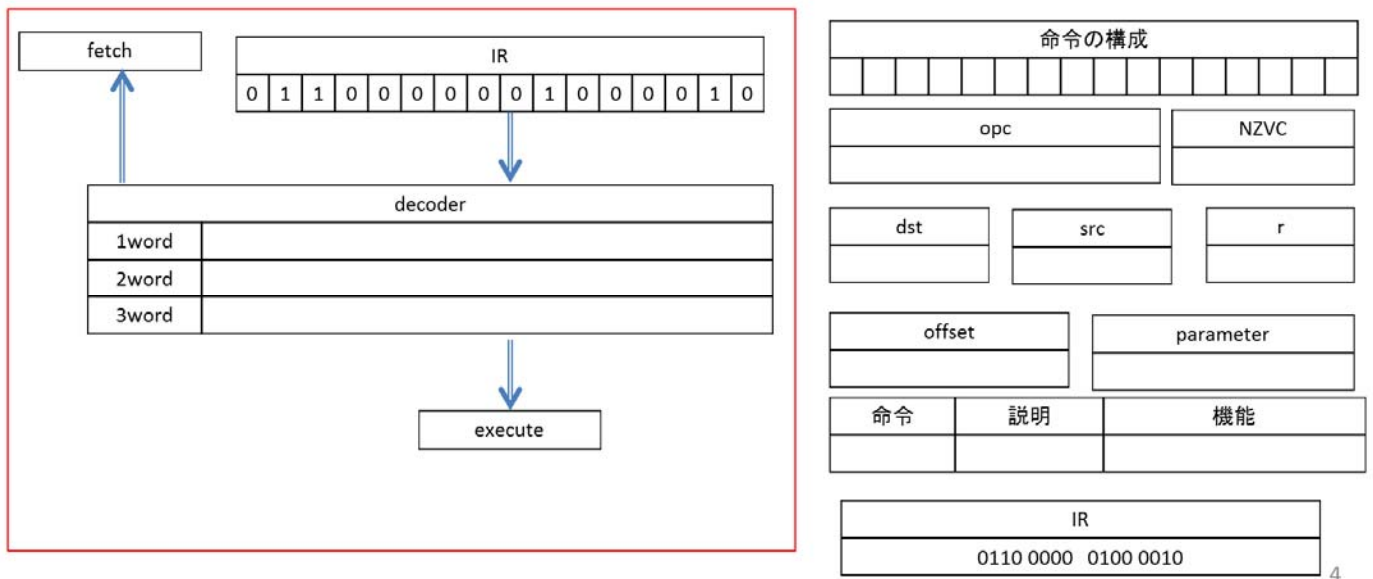 fetch
IR
0 1 1 0 0 0 0 0 0 1 0 0 0 0 1 0
decoder
1word
2word
3word
execute
命令の構成
opc
NZVC
dst
src
r
offset
parameter
命令 説明 機能
IR
0110 0000 0100 0010
4